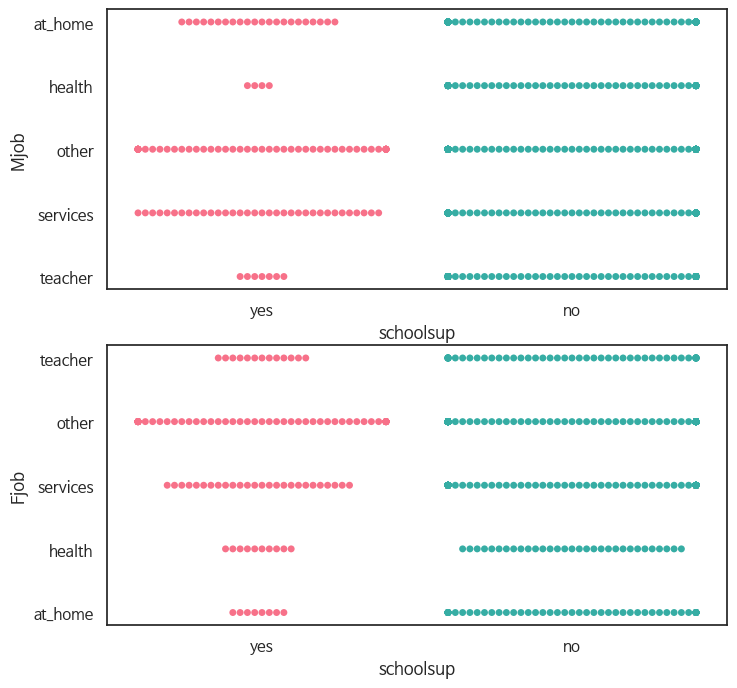 at_home
health
other
services
teacher
Mjob
yes
no
schoolsup
teacher
other
services
health
at_home
Fjob
yes
no
schoolsup